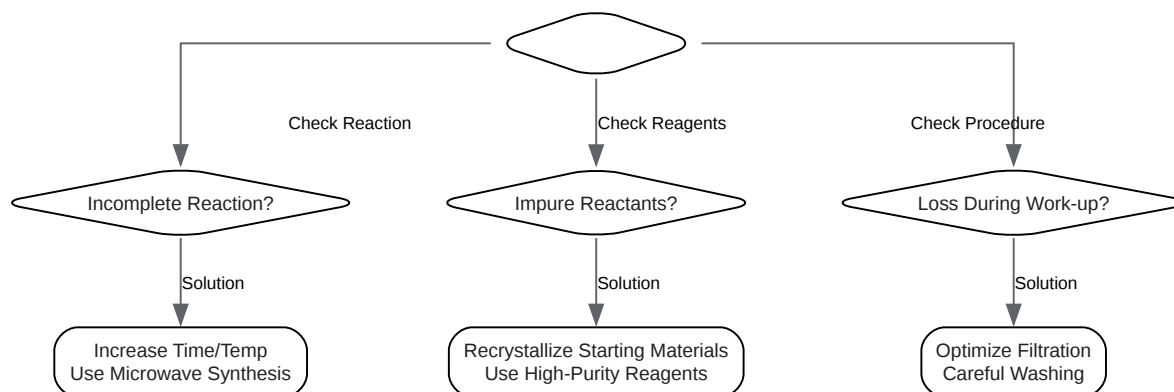 Check Reaction
Check Reagents
Check Procedure
Incomplete Reaction?
Impure Reactants?
Loss During Work-up?
Solution
Solution
Solution
Increase Time/Temp
Use Microwave Synthesis
Recrystallize Starting Materials
Use High-Purity Reagents
Optimize Filtration
Careful Washing